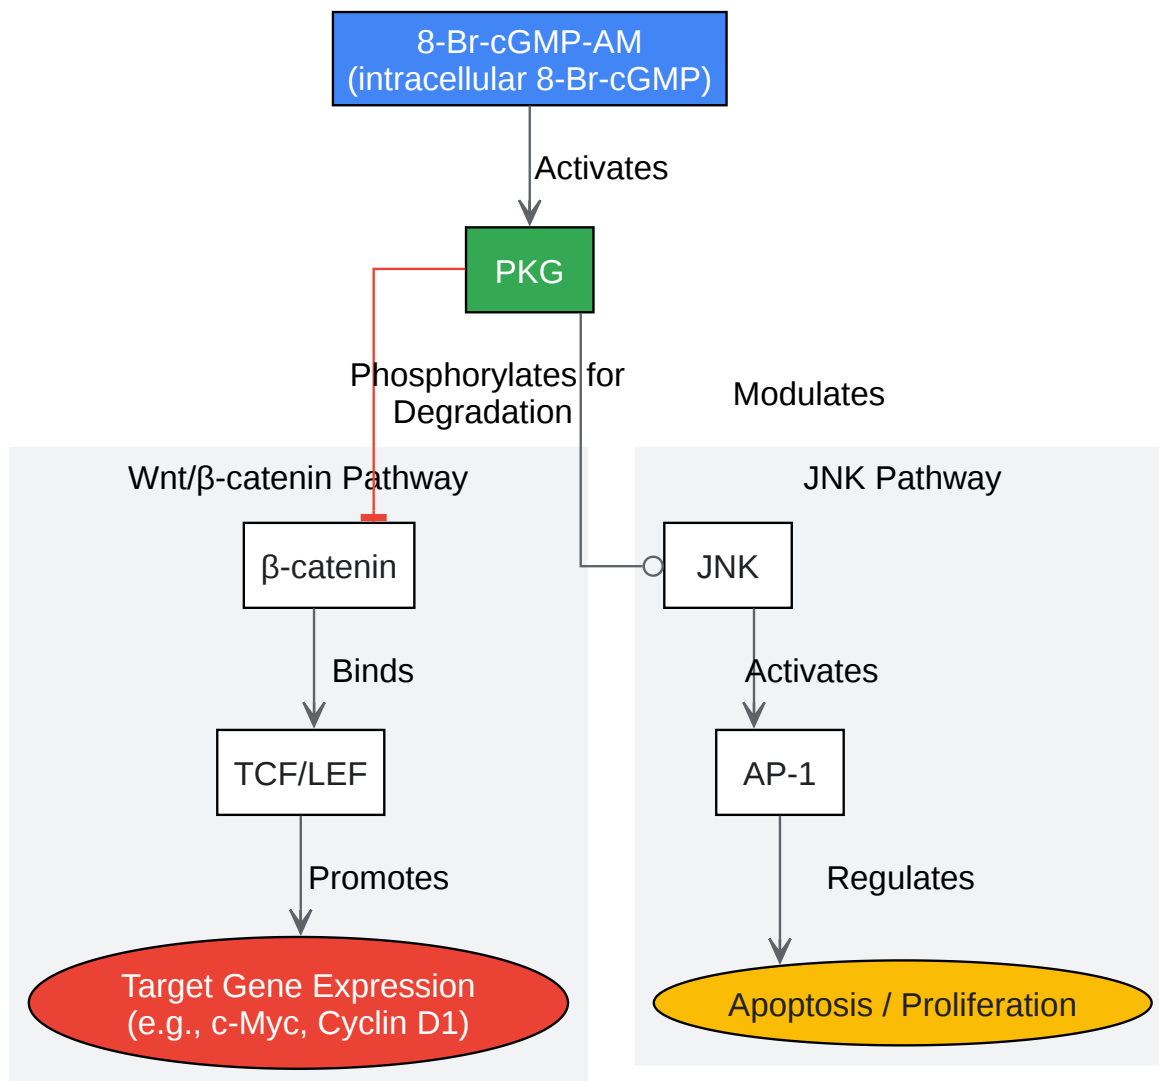 8-Br-cGMP-AM
(intracellular 8-Br-cGMP)
Activates
PKG
Phosphorylates for
Degradation
Modulates
Wnt/β-catenin Pathway
JNK Pathway
β-catenin
JNK
Binds
Activates
TCF/LEF
AP-1
Promotes
Regulates
Target Gene Expression
(e.g., c-Myc, Cyclin D1)
Apoptosis / Proliferation